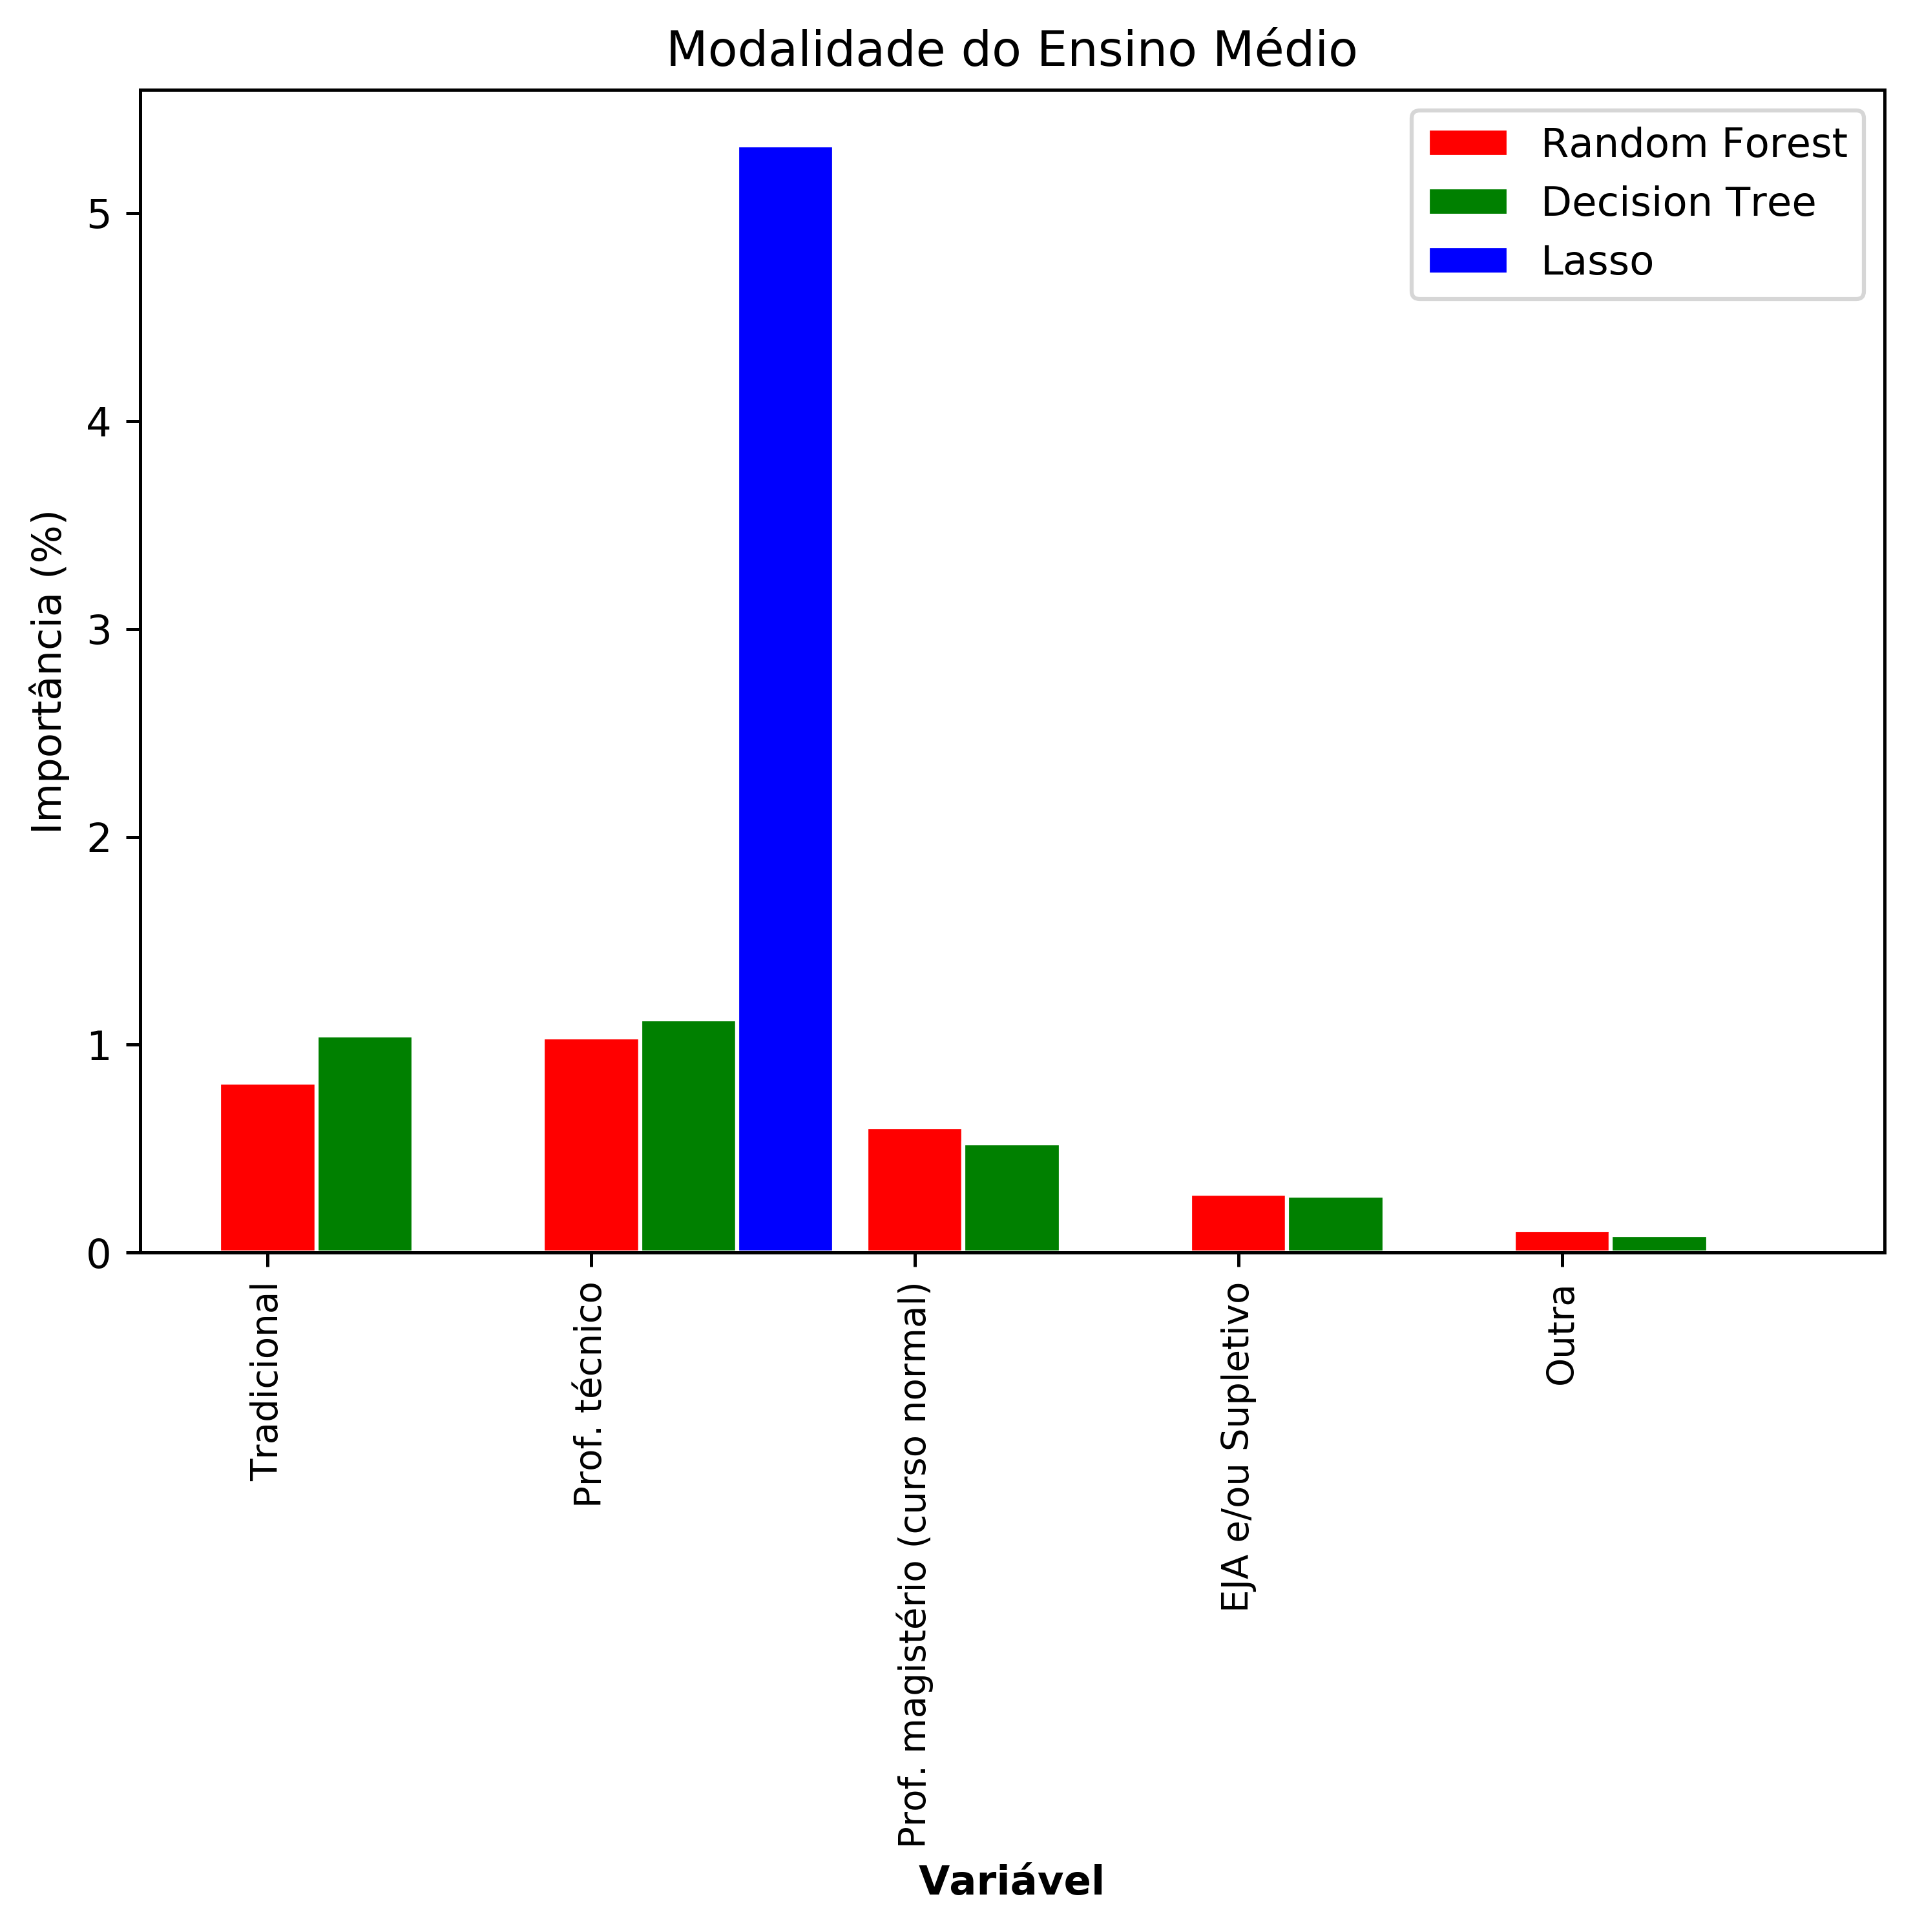 Modalidade do Ensino Médio
Random Forest
Decision Tree
Lasso
Importância (%)
5
4
3
2
1
0
Tradicional
Prof. técnico
Prof. magistério (curso normal)
EJA e/ou Supletivo
Outra
Variável